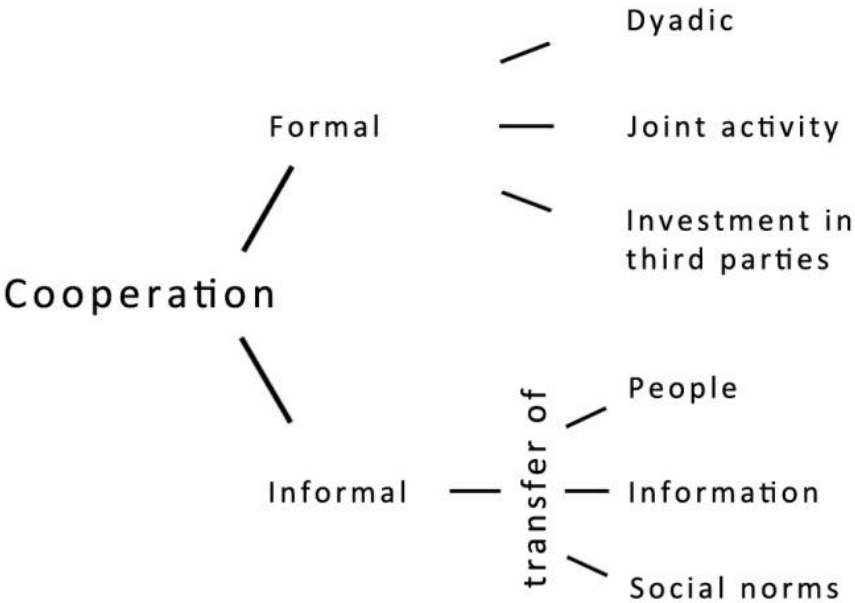 Dyadic
Formal
Joint activity
Investment in
third parties
Cooperation
People
transfer of
Informal
Information
Social norms